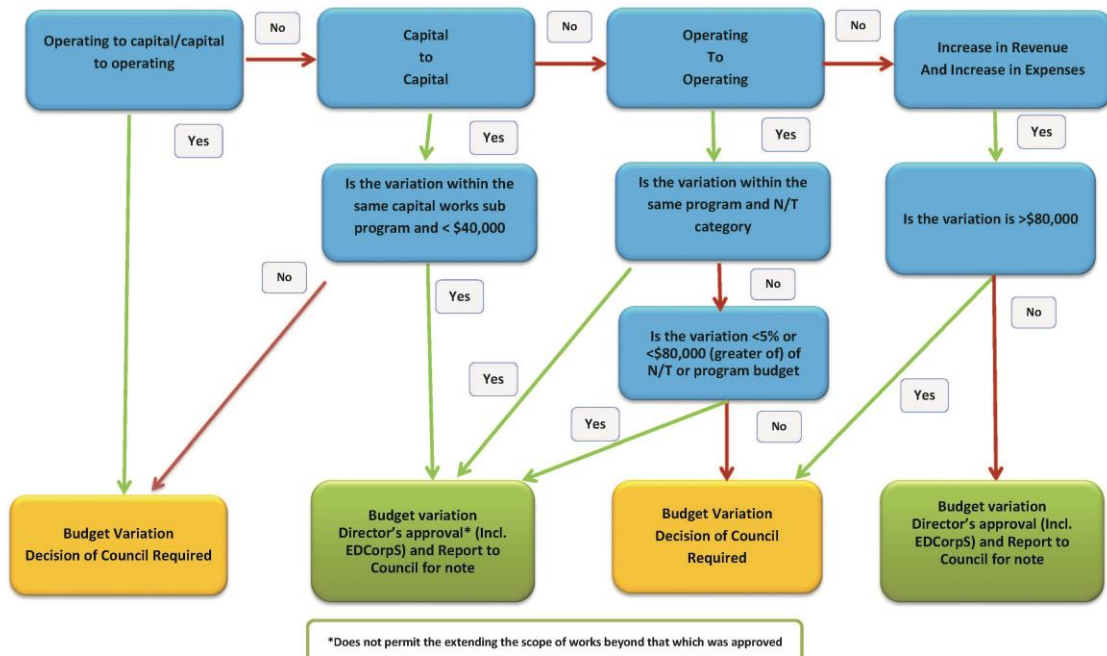 Operating to capital/capital
to operating
No
Capital
to
Capital
No
Operating
To
Operating
No
Increase in Revenue
And Increase in Expenses
Yes
Yes
Yes
Yes
Is the variation within the
same capital works sub
program and < $40,000
Is the variation within the
same program and N/T
category
Is the variation is >$80,000
No
Yes
No
No
Is the variation <5% or
<$80,000 (greater of) of
N/T or program budget
Yes
Yes
Yes
No
Budget Variation
Decision of Council Required
Budget variation
Director's approval* (Incl.
EDCorpS) and Report to
Council for note
Budget Variation
Decision of Council
Required
Budget variation
Director's approval (Incl.
EDCorpS) and Report to
Council for note
*Does not permit the extending the scope of works beyond that which was approved